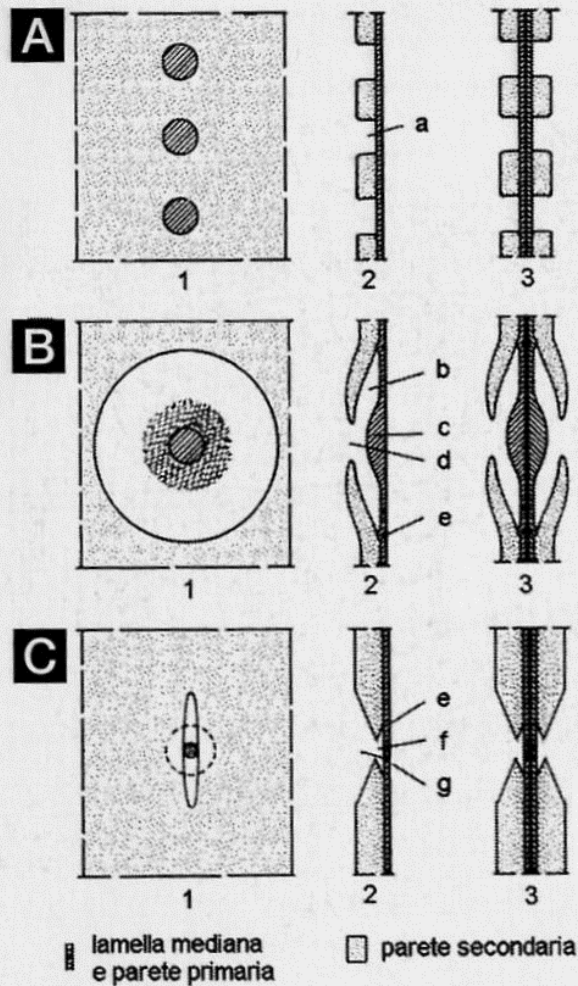 A
a
1
2
3
B
b
c
d
e
1
2
3
C
e
f
g
1
2
3
lamella mediana
e parete primaria
parete secondaria